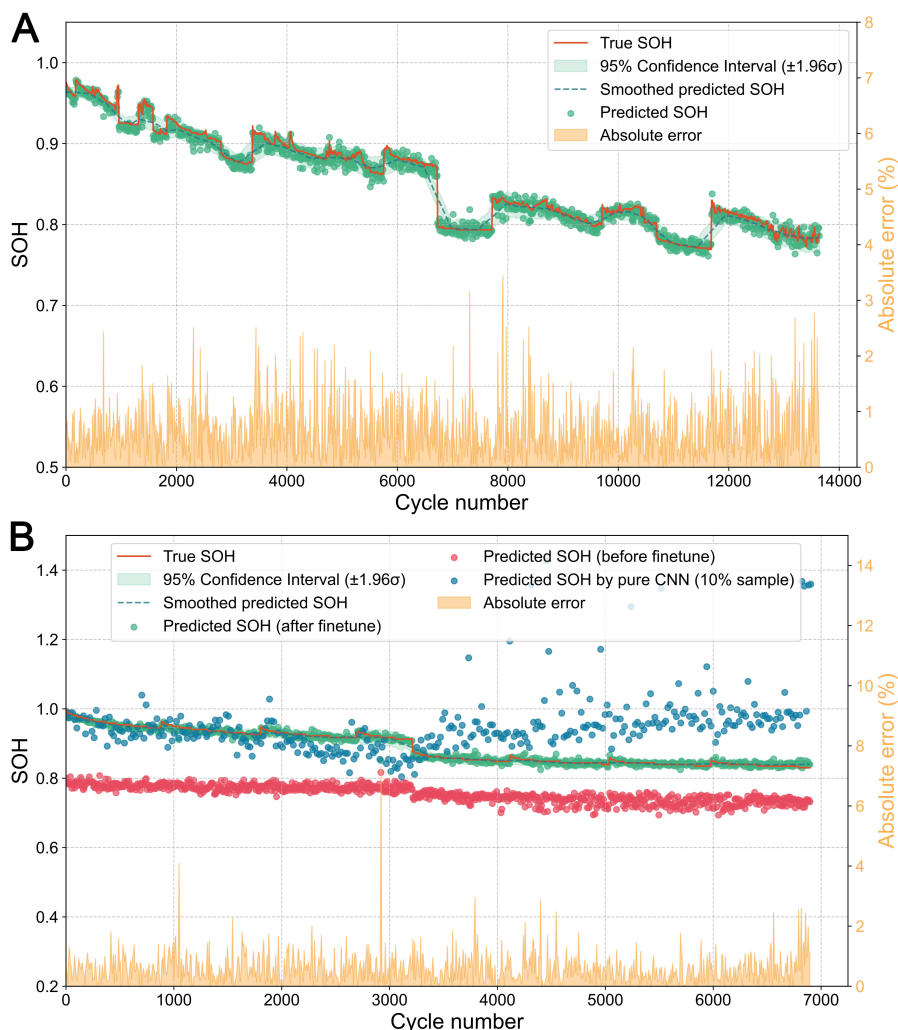 A
True SOH
95% Confidence Interval (±1.96σ)
Smoothed predicted SOH
Predicted SOH
Absolute error
1.0
0.9
0.8
0.7
0.6
0.5
SOH
8
7
6
5
4
3
2
1
0
Absolute error (%)
0 2000 4000 6000 8000 10000 12000 14000
Cycle number
B
True SOH
95% Confidence Interval (±1.96σ)
Smoothed predicted SOH
Predicted SOH (after finetune)
Predicted SOH (before finetune)
Predicted SOH by pure CNN (10% sample)
Absolute error
1.4
1.2
1.0
0.8
0.6
0.4
0.2
SOH
14
12
10
8
6
4
2
0
Absolute error (%)
0 1000 2000 3000 4000 5000 6000 7000
Cycle number